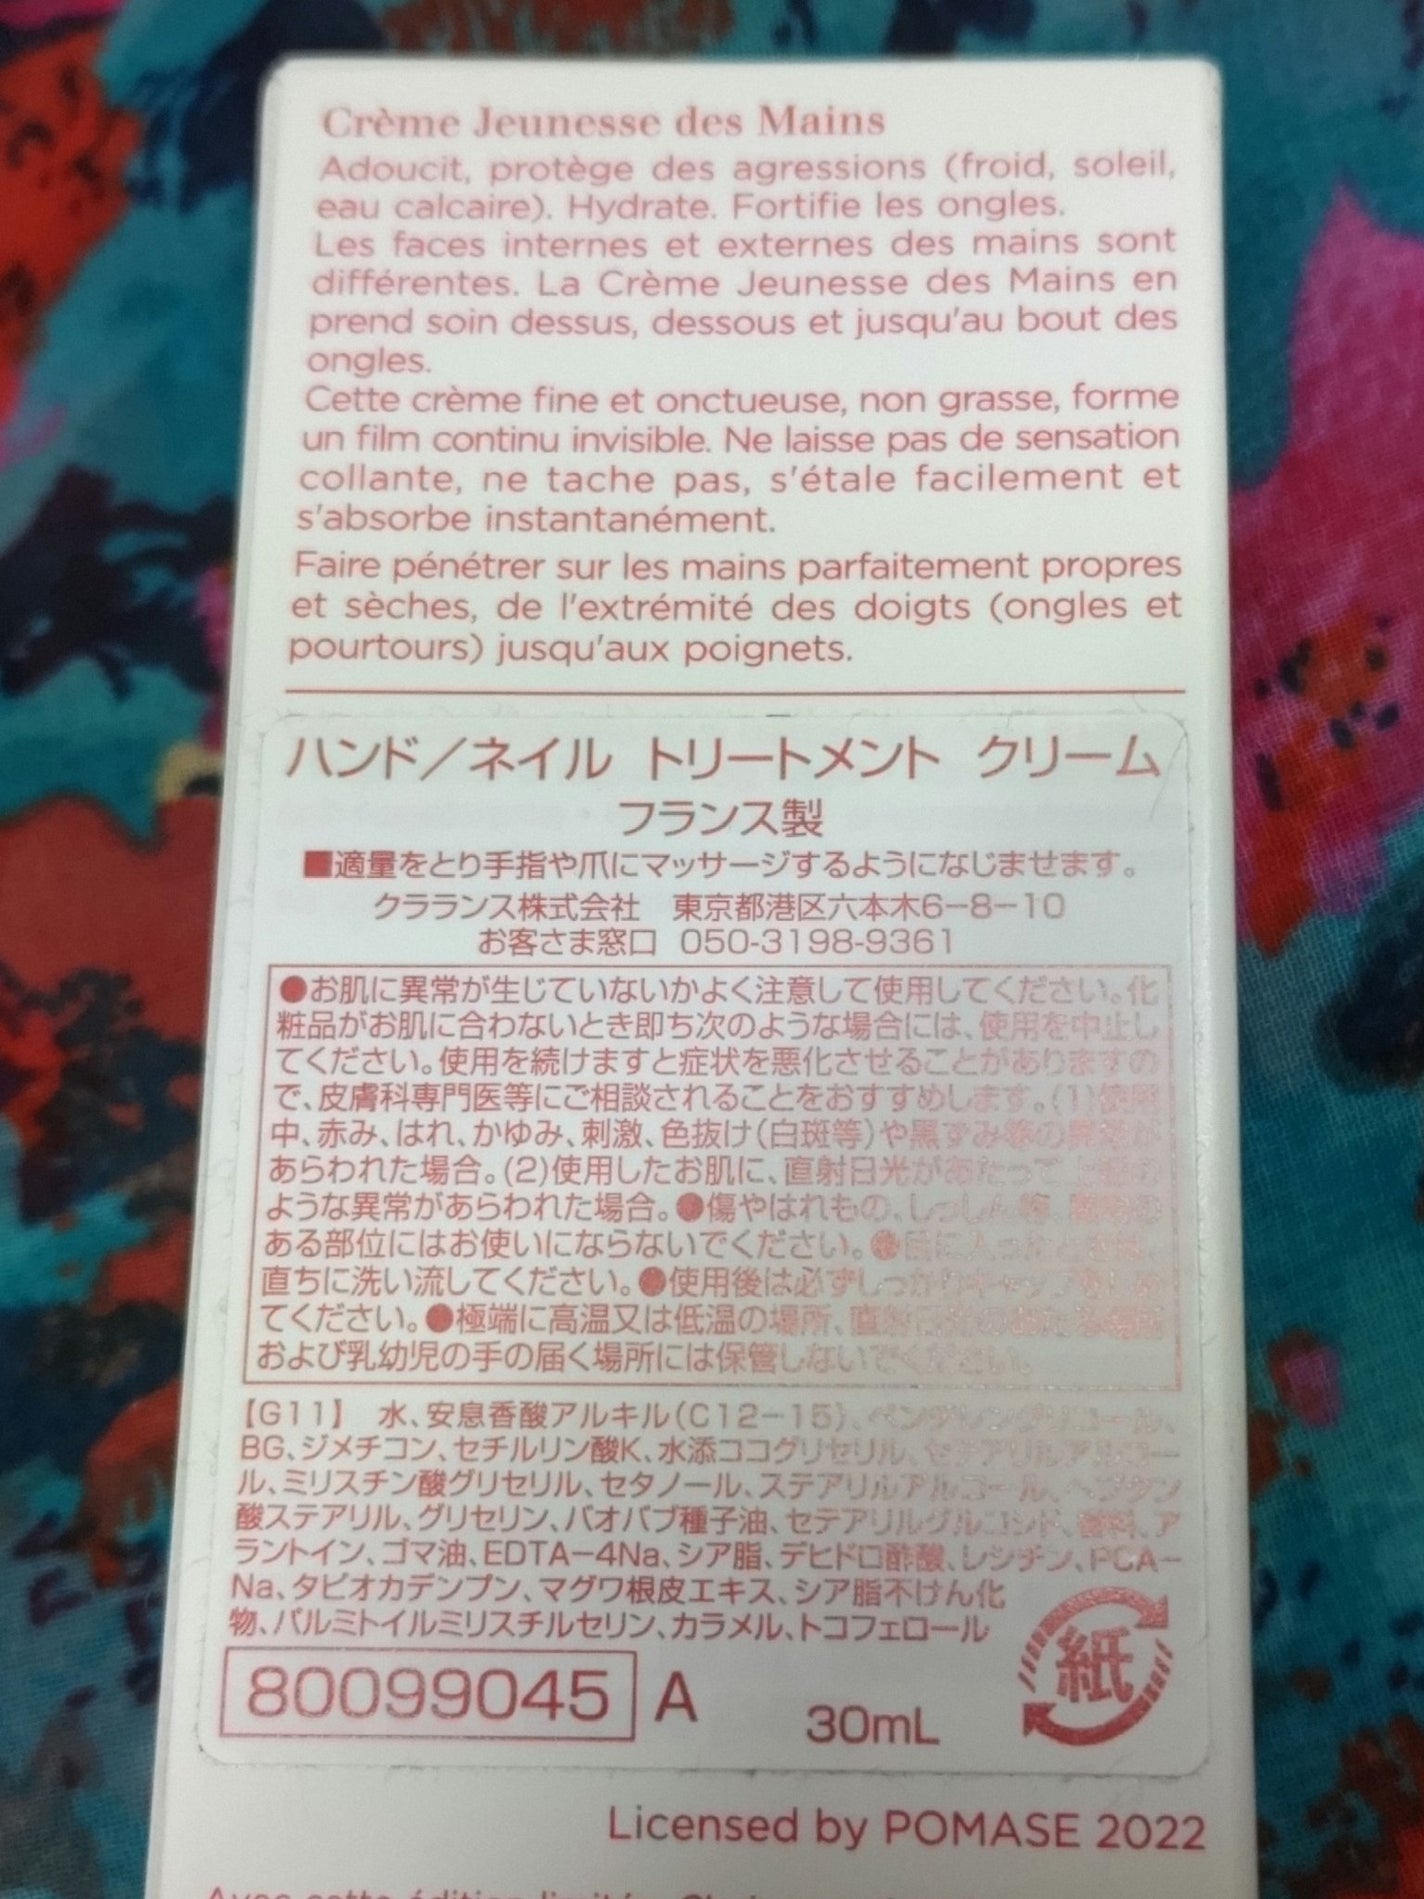 Crème Jeunesse des Mains
Adoucit, protège des agressions (froid, soleil,
eau calcaire). Hydrate. Fortifie les ongles.
Les faces internes et externes des mains sont
différentes. La Crème Jeunesse des Mains en
prend soin dessus, dessous et jusqu'au bout des
ongles.
Cette crème fine et onctueuse, non grasse, forme
un film continu invisible. Ne laisse pas de sensation
collante, ne tache pas, s'étale facilement et
s'absorbe instantanément.
Faire pénétrer sur les mains parfaitement propres
et sèches, de l'extrémité des doigts (ongles et
pourtours) jusqu'aux poignets.
ハンド／ネイル トリートメント クリーム
フランス製
■適量をとり手指や爪にマッサージするようになじませます。
クラランス株式会社 東京都港区六本木6−8−10
お客さま窓口 050-3198-9361
●お肌に異常が生じていないかよく注意して使用してください。化
粧品がお肌に合わないとき即ち次のような場合には、使用を中止し
てください。使用を続けますと症状を悪化させることがありますの
で、皮膚科専門医等にご相談されることをおすすめします。(1)使用
中、赤み、はれ、かゆみ、刺激、色抜け(白斑等)や黒ずみ等の異常が
あらわれた場合。(2)使用したお肌に、直射日光があたって上記の
ような異常があらわれた場合。●傷やはれもの、しっしん等、
ある部位にはお使いにならないでください。●目に入ったときは、
直ちに洗い流してください。●使用後は必ずしっかりキャップを
てください。●極端に高温又は低温の場所、直射日光のあたる場所
および乳幼児の手の届く場所には保管しないでください。
【G11】 水、安息香酸アルキル(C12−15)、ペンチレングリコール、
BG、ジメチコン、セチルリン酸K、水添ココグリセリル、セテアリルアルコー
ル、ミリスチン酸グリセリル、セタノール、ステアリルアルコール、ヘプタン
酸ステアリル、グリセリン、バオバブ種子油、セテアリルグルコシド、香料、ア
ラントイン、ゴマ油、EDTA−4Na、シア脂、デヒドロ酢酸、レシチン、PCA−
Na、タピオカデンプン、マグワ根皮エキス、シア脂不けん化
物、パルミトイルミリスチルセリン、カラメル、トコフェロール
紙
80099045 A 30mL
Licensed by POMASE 2022